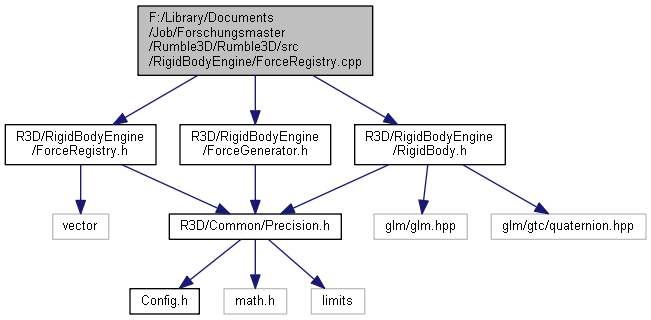 F:/Library/Documents
/Job/Forschungsmaster
/Rumble3D/Rumble3D/src
/RigidBodyEngine/ForceRegistry.cpp
R3D/RigidBodyEngine
/ForceRegistry.h
R3D/RigidBodyEngine
/ForceGenerator.h
R3D/RigidBodyEngine
/RigidBody.h
vector
R3D/Common/Precision.h
glm/glm.hpp
glm/gtc/quaternion.hpp
Config.h
math.h
limits